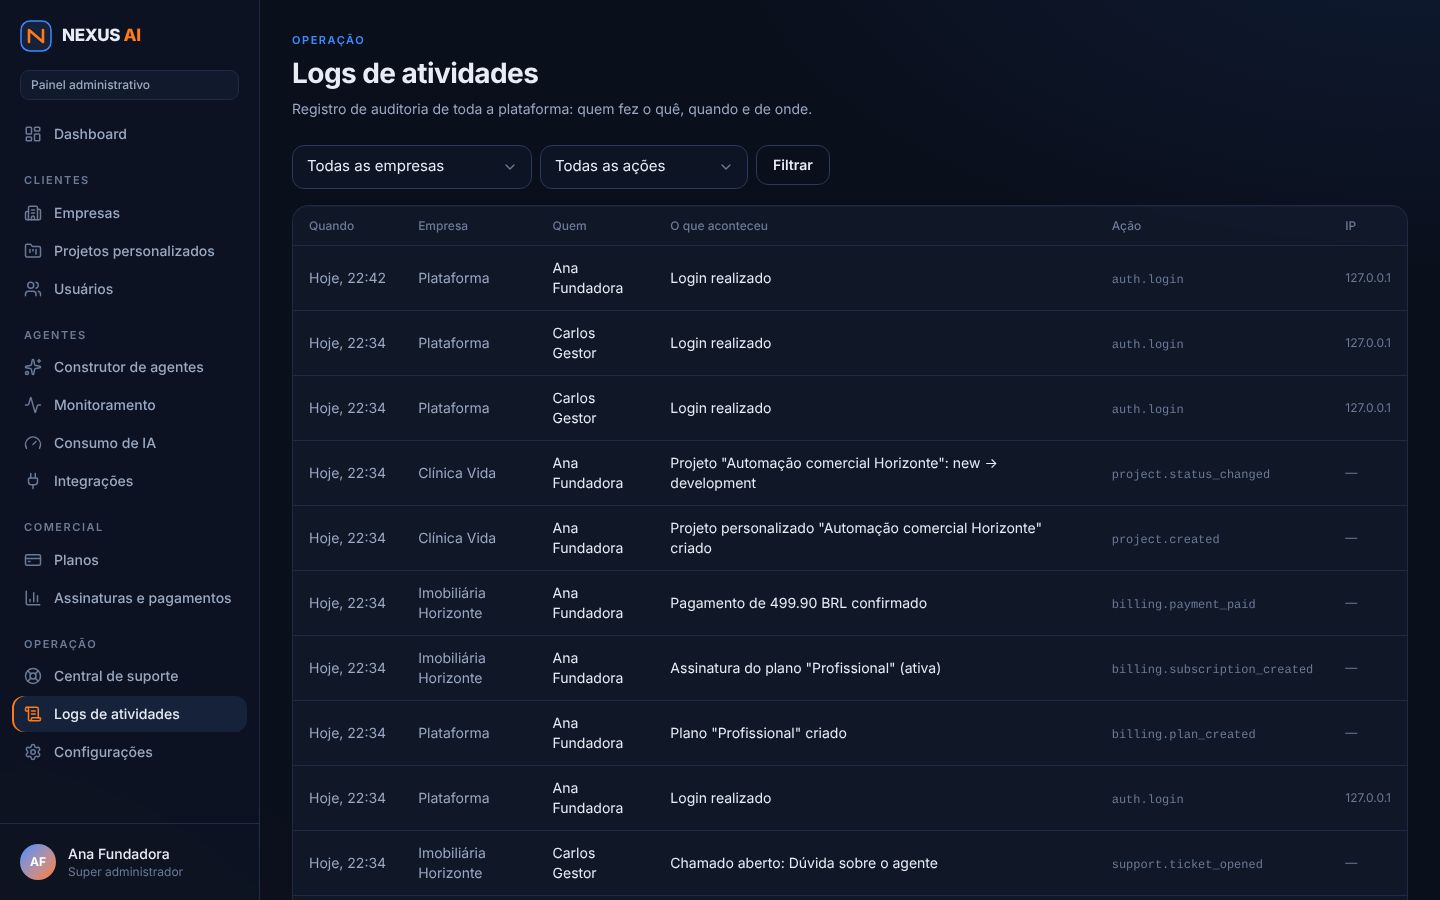 NEXUS AI
Painel administrativo
Dashboard
CLIENTES
Empresas
Projetos personalizados
Usuários
AGENTES
Construtor de agentes
Monitoramento
Consumo de IA
Integrações
COMERCIAL
Planos
Assinaturas e pagamentos
OPERAÇÃO
Central de suporte
Logs de atividades
Configurações
AF
Ana Fundadora
Super administrador
OPERAÇÃO
Logs de atividades
Registro de auditoria de toda a plataforma: quem fez o quê, quando e de onde.
Todas as empresas
Todas as ações
Filtrar
Quando Empresa Quem O que aconteceu Ação IP
Hoje, 22:42 Plataforma Ana Fundadora Login realizado auth.login 127.0.0.1
Hoje, 22:34 Plataforma Carlos Gestor Login realizado auth.login 127.0.0.1
Hoje, 22:34 Plataforma Carlos Gestor Login realizado auth.login 127.0.0.1
Hoje, 22:34 Clínica Vida Ana Fundadora Projeto "Automação comercial Horizonte": new → development project.status_changed —
Hoje, 22:34 Clínica Vida Ana Fundadora Projeto personalizado "Automação comercial Horizonte" criado project.created —
Hoje, 22:34 Imobiliária Horizonte Ana Fundadora Pagamento de 499.90 BRL confirmado billing.payment_paid —
Hoje, 22:34 Imobiliária Horizonte Ana Fundadora Assinatura do plano "Profissional" (ativa) billing.subscription_created —
Hoje, 22:34 Plataforma Ana Fundadora Plano "Profissional" criado billing.plan_created —
Hoje, 22:34 Plataforma Ana Fundadora Login realizado auth.login 127.0.0.1
Hoje, 22:34 Imobiliária Horizonte Carlos Gestor Chamado aberto: Dúvida sobre o agente support.ticket_opened —